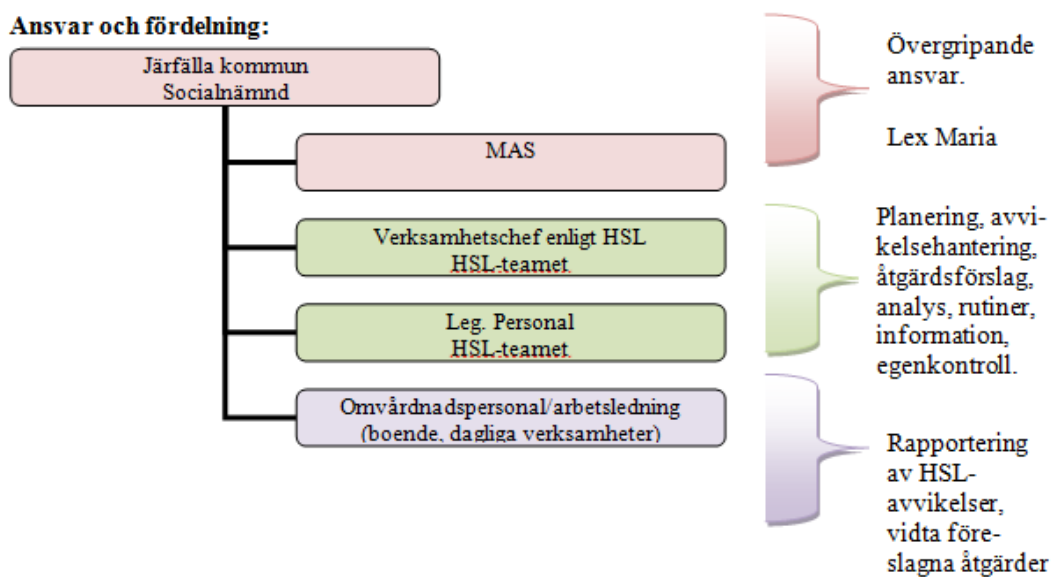 Ansvar och fördelning:
Järfälla kommun
Socialnämnd
MAS
Verksamhetschef enligt HSL
HSL-teamet
Leg. Personal
HSL-teamet
Omvårdnadspersonal/arbetsledning
(boende, dagliga verksamheter)
Övergripande
ansvar.
Lex Maria
Planering, avvi-
kelsehantering,
åtgärdsförslag,
analys, rutiner,
information,
egenkontroll.
Rapportering
av HSL-
avvikelser,
vidta före-
slagna åtgärder